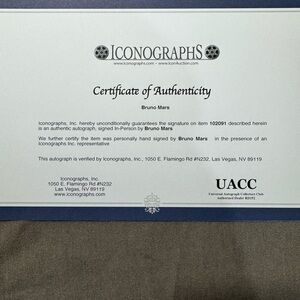 ICONOGRAPHS
www.iconographs.com - www.Icon4uction.com
Certificate of Authenticity
Bruno Mars
Iconographs, Inc. hereby unconditionally guarantees the signature on item 102091 described herein
is an authentic autograph, signed In-Person by Bruno Mars
We further certify the item was personally hand signed by Bruno Mars in the presence of an
Iconographs Inc. representative
This autograph is verified by Iconographs, Inc., 1050 E. Flamingo Rd #N232, Las Vegas, NV 89119
Iconographs, Inc.
1050 E. Flamingo Rd #N232
Las Vegas, NV 89119
www.iconographs.com
UACC
Universal Autograph Collectors Club
Authorized Dealer